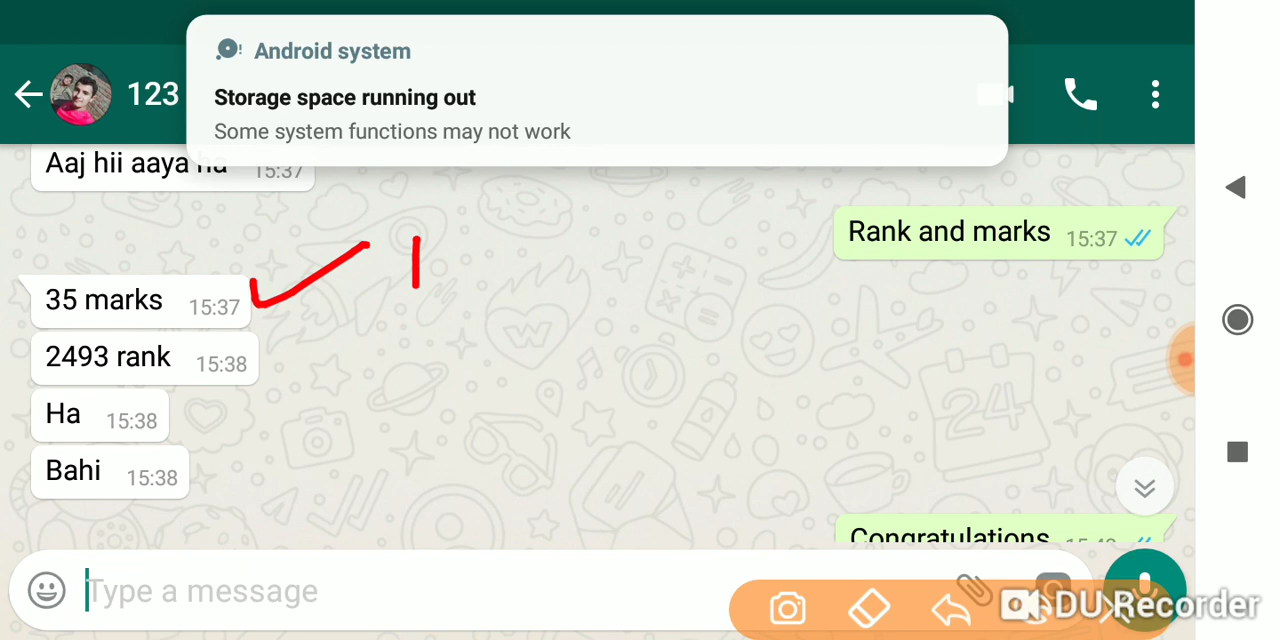 Android system
123
Storage space running out
Some system functions may not work
Aaj hii aaya ha 15:37
Rank and marks 15:37
35 marks 15:37
2493 rank 15:38
Ha 15:38
Bahi 15:38
Congratulations
Type a message
DU Recorder